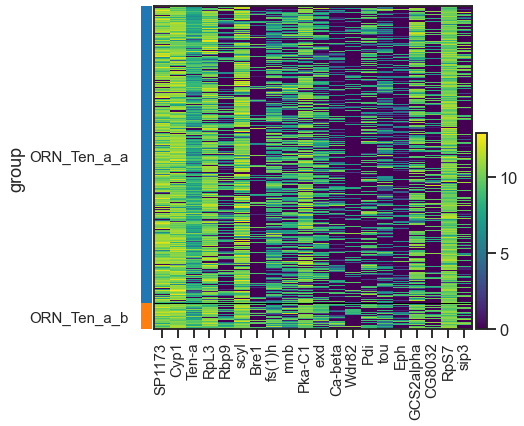 group
ORN_Ten_a_a
ORN_Ten_a_b
10
5
0
SP1173
Cyp1
Ten-a
RpL3
Rbp9
scyl
Bre1
fs(1)h
mnb
Pka-C1
exd
Ca-beta
Wdr82
Pdi
tou
Eph
GCS2alpha
CG8032
RpS7
sip3